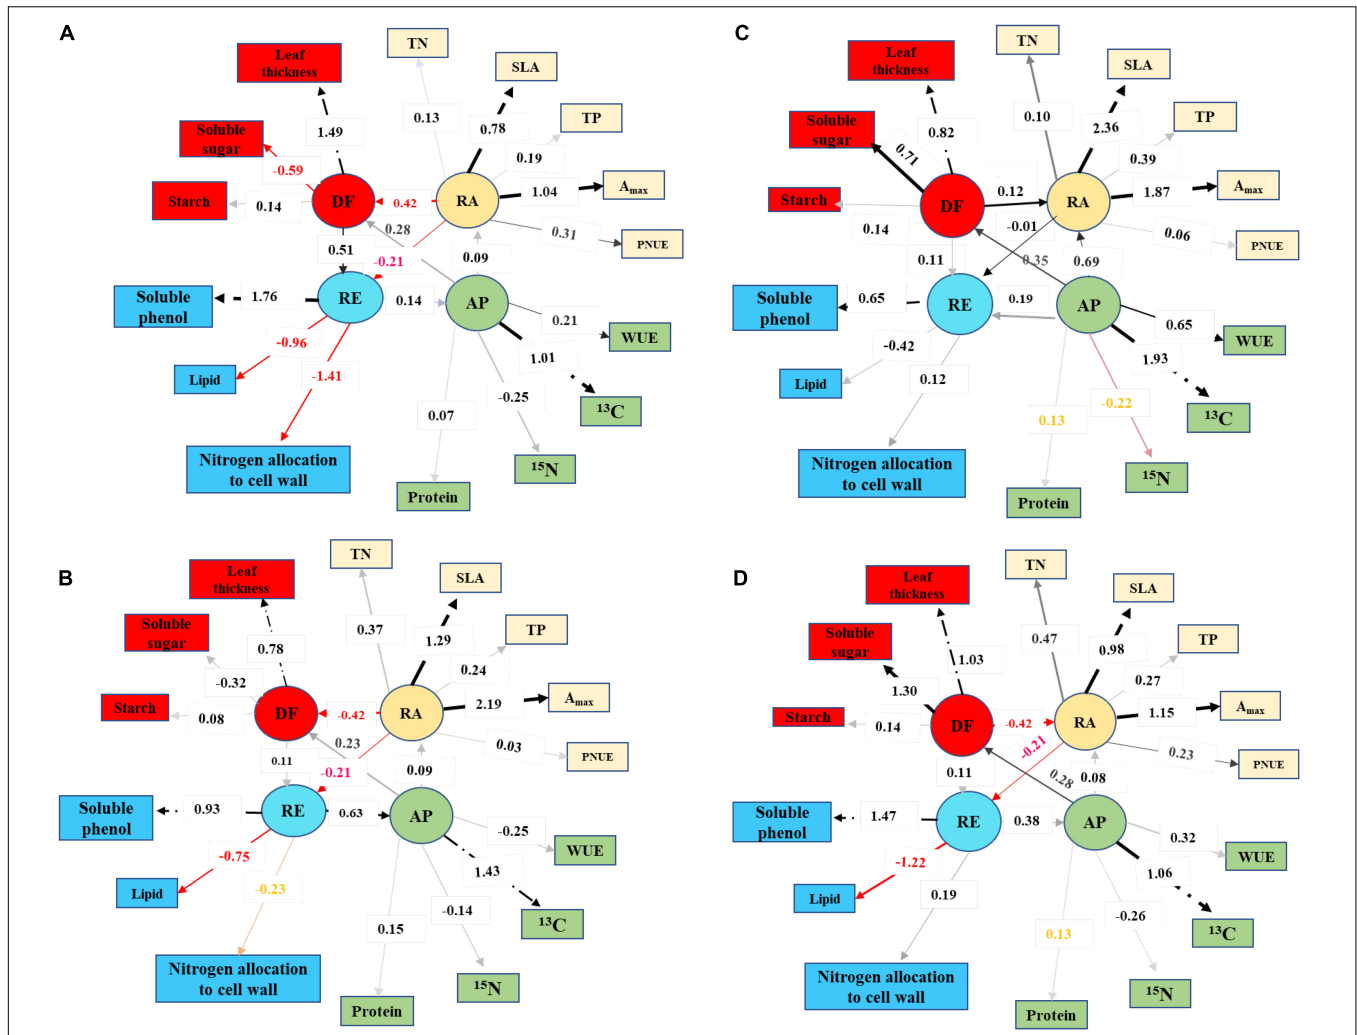 A
TN
Leaf
thickness
SLA
0.13
0.78
TP
1.49
0.19
Soluble
sugar
-0.59
1.04
A_max
Starch
0.14
DF
0.42
RA
0.28
0.31
PNUE
0.51
-0.21
0.09
Soluble
phenol
1.76
RE
0.14
AP
0.21
WUE
-0.96
1.01
Lipid
-1.41
-0.25
13C
0.07
Nitrogen allocation
to cell wall
15N
Protein
C
TN
Leaf
thickness
SLA
0.10
2.36
TP
0.82
0.39
Soluble
sugar
0.71
1.87
A_max
Starch
DF
0.12
RA
0.14
-0.01
0.06
PNUE
0.11
0.35
0.69
Soluble
phenol
0.65
RE
0.19
AP
0.65
WUE
-0.42
1.93
Lipid
0.12
-0.22
13C
0.13
Nitrogen allocation
to cell wall
15N
Protein
B
TN
Leaf
thickness
SLA
0.37
1.29
TP
0.78
0.24
Soluble
sugar
-0.32
2.19
A_max
Starch
0.08
DF
-0.42
RA
0.23
0.03
PNUE
0.11
-0.21
0.09
Soluble
phenol
0.93
RE
0.63
AP
-0.25
WUE
-0.75
1.43
Lipid
-0.23
-0.14
13C
0.15
Nitrogen allocation
to cell wall
15N
Protein
D
TN
Leaf
thickness
SLA
0.47
0.98
TP
1.03
0.27
Soluble
sugar
1.30
1.15
A_max
Starch
0.14
DF
-0.42
RA
-0.21
0.23
PNUE
0.11
0.28
0.08
Soluble
phenol
1.47
RE
0.38
AP
0.32
WUE
-1.22
1.06
Lipid
0.19
-0.26
13C
0.13
Nitrogen allocation
to cell wall
15N
Protein